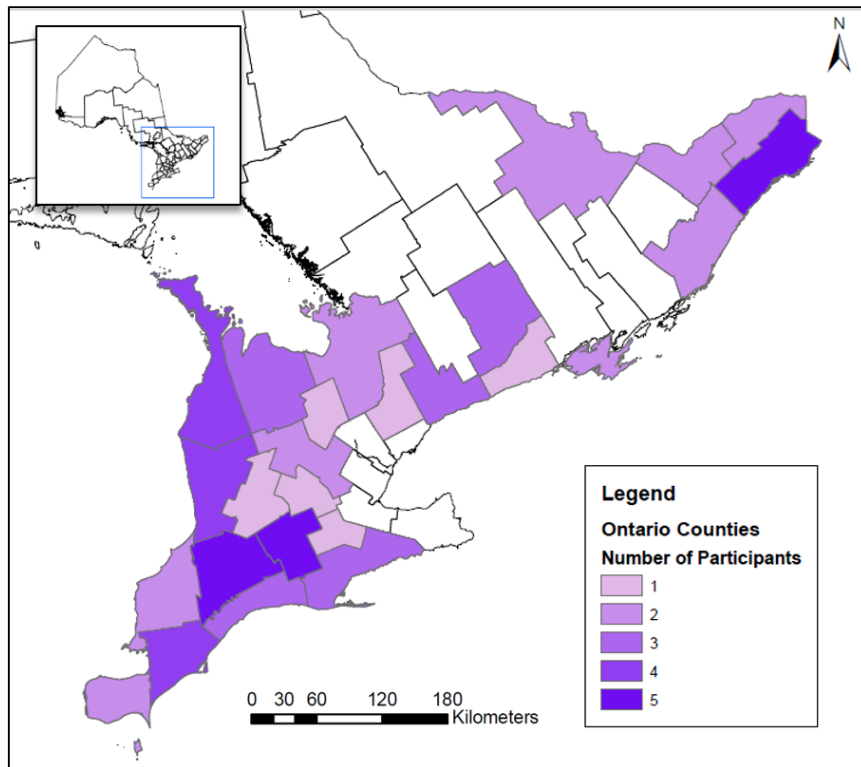 N
Legend
Ontario Counties
Number of Participants
1
2
3
4
5
0 30 60 120 180
Kilometers